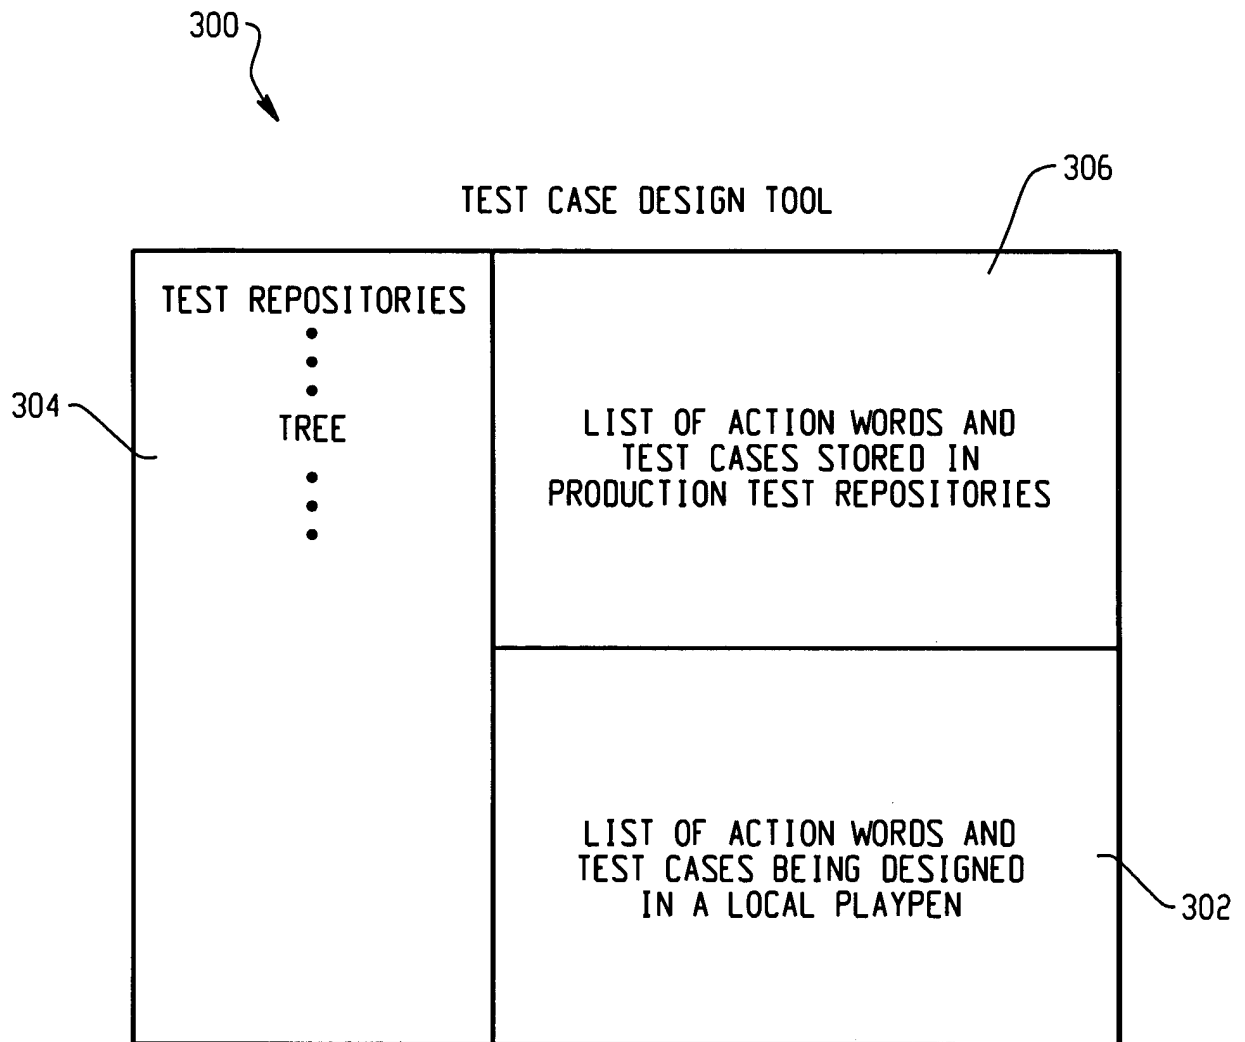 300
306
TEST CASE DESIGN TOOL
TEST REPOSITORIES
304
TREE
LIST OF ACTION WORDS AND
TEST CASES STORED IN
PRODUCTION TEST REPOSITORIES
LIST OF ACTION WORDS AND
TEST CASES BEING DESIGNED
IN A LOCAL PLAYPEN
302